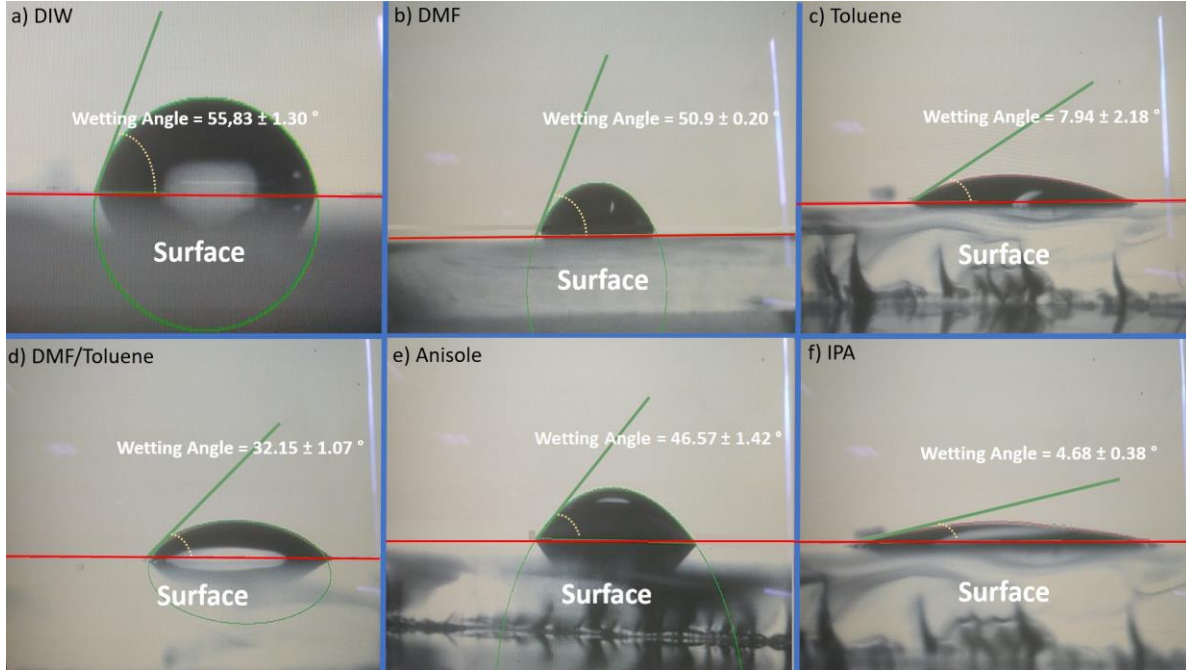 a) DIW
Wetting Angle = 55,83 ± 1.30 °
Surface
b) DMF
Wetting Angle = 50.9 ± 0.20 °
Surface
c) Toluene
Wetting Angle = 7.94 ± 2.18 °
Surface
d) DMF/Toluene
Wetting Angle = 32.15 ± 1.07 °
Surface
e) Anisole
Wetting Angle = 46.57 ± 1.42 °
Surface
f) IPA
Wetting Angle = 4.68 ± 0.38 °
Surface